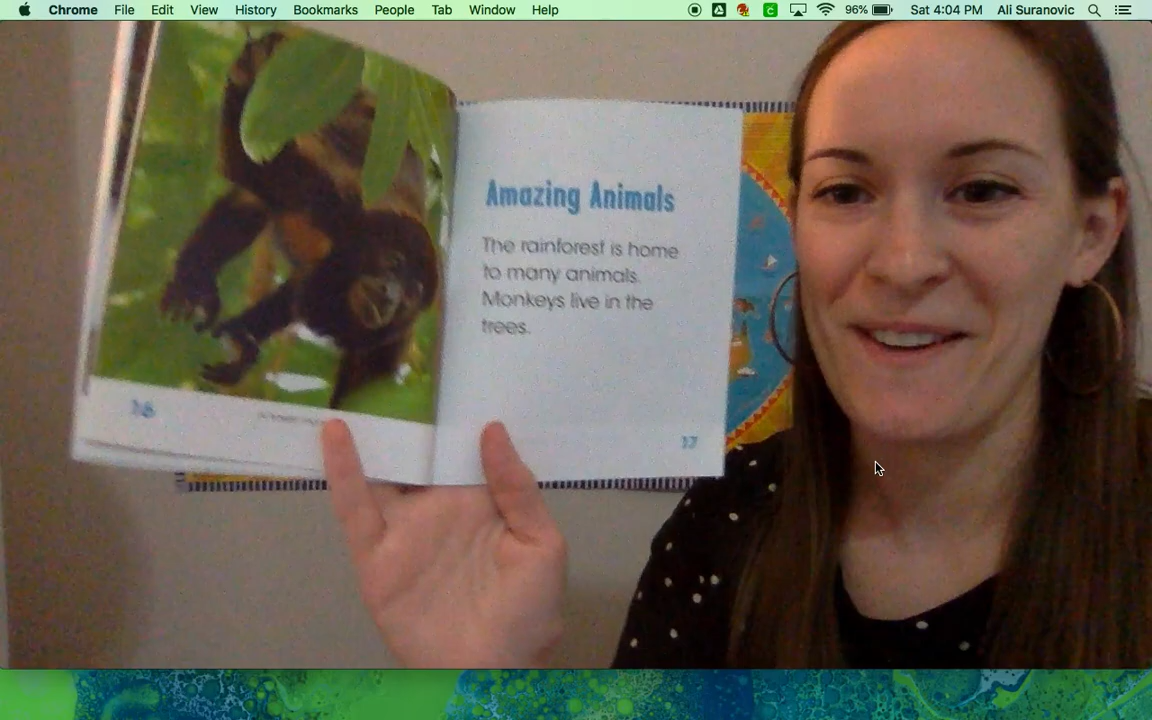 Chrome File Edit View History Bookmarks People Tab Window Help 96% Sat 4:04 PM Ali Suranovic
Amazing Animals
The rainforest is home
to many animals.
Monkeys live in the
trees.
16
17